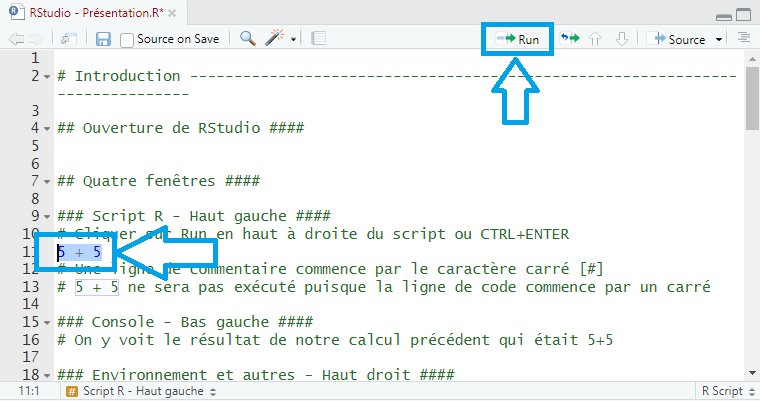 RStudio - Présentation.R*
Source on Save
Run
Source
1
2 # Introduction --------------------------------------------------------------
---------------
3
4 ## Ouverture de RStudio ####
5
6
7 ## Quatre fenêtres ####
8
9 ### Script R - Haut gauche ####
10 # Cliquer sur Run en haut à droite du script ou CTRL+ENTER
11 5 + 5
12 # Une ligne de commentaire commence par le caractère carré [#]
13 # 5 + 5 ne sera pas exécuté puisque la ligne de code commence par un carré
14
15 ### Console - Bas gauche ####
16 # On y voit le résultat de notre calcul précédent qui était 5+5
17
18 ### Environnement et autres - Haut droit ####
11:1 # Script R - Haut gauche R Script